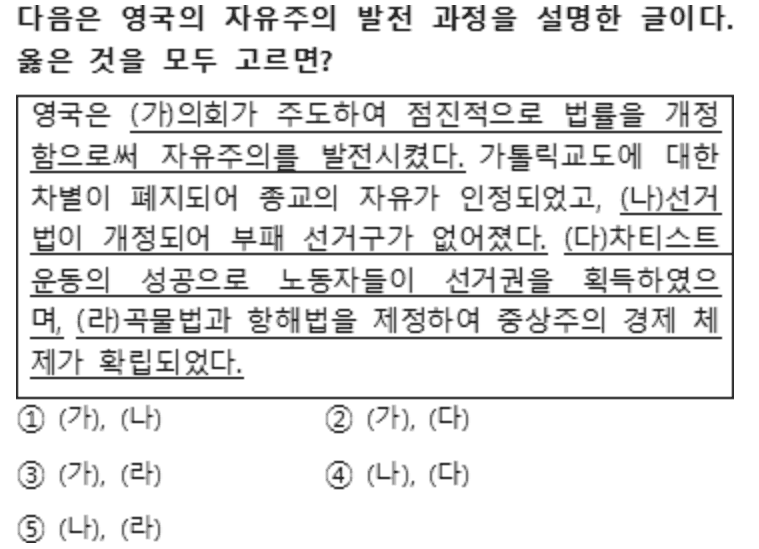 다음은 영국의 자유주의 발전 과정을 설명한 글이다.
옳은 것을 모두 고르면?
영국은 (가)의회가 주도하여 점진적으로 법률을 개정
함으로써 자유주의를 발전시켰다. 가톨릭교도에 대한
차별이 폐지되어 종교의 자유가 인정되었고, (나)선거
법이 개정되어 부패 선거구가 없어졌다. (다)차티스트
운동의 성공으로 노동자들이 선거권을 획득하였으
며, (라)곡물법과 항해법을 제정하여 중상주의 경제 체
제가 확립되었다.
① (가), (나) ② (가), (다)
③ (가), (라) ④ (나), (다)
⑤ (나), (라)